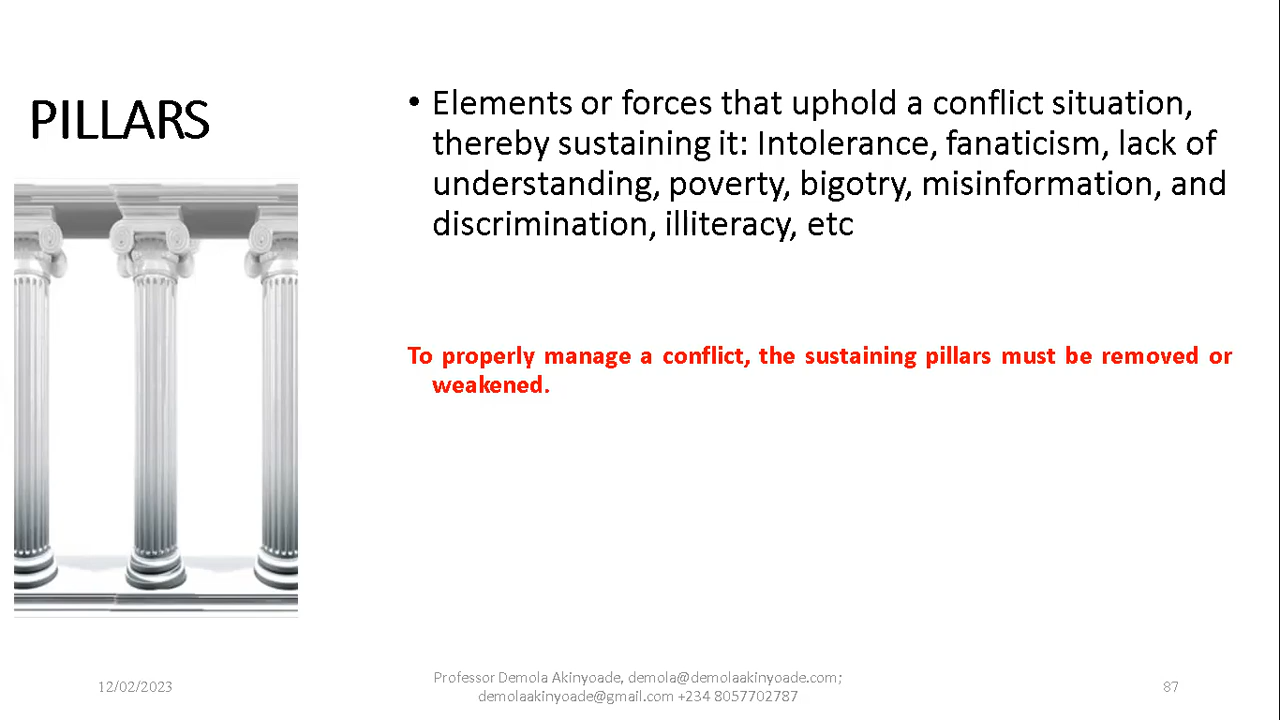 PILLARS
• Elements or forces that uphold a conflict situation,
thereby sustaining it: Intolerance, fanaticism, lack of
understanding, poverty, bigotry, misinformation, and
discrimination, illiteracy, etc
To properly manage a conflict, the sustaining pillars must be removed or
weakened.
12/02/2023
Professor Demola Akinyoade, demola@demolaakinyoade.com;
demolaakinyoade@gmail.com +234 8057702787
87